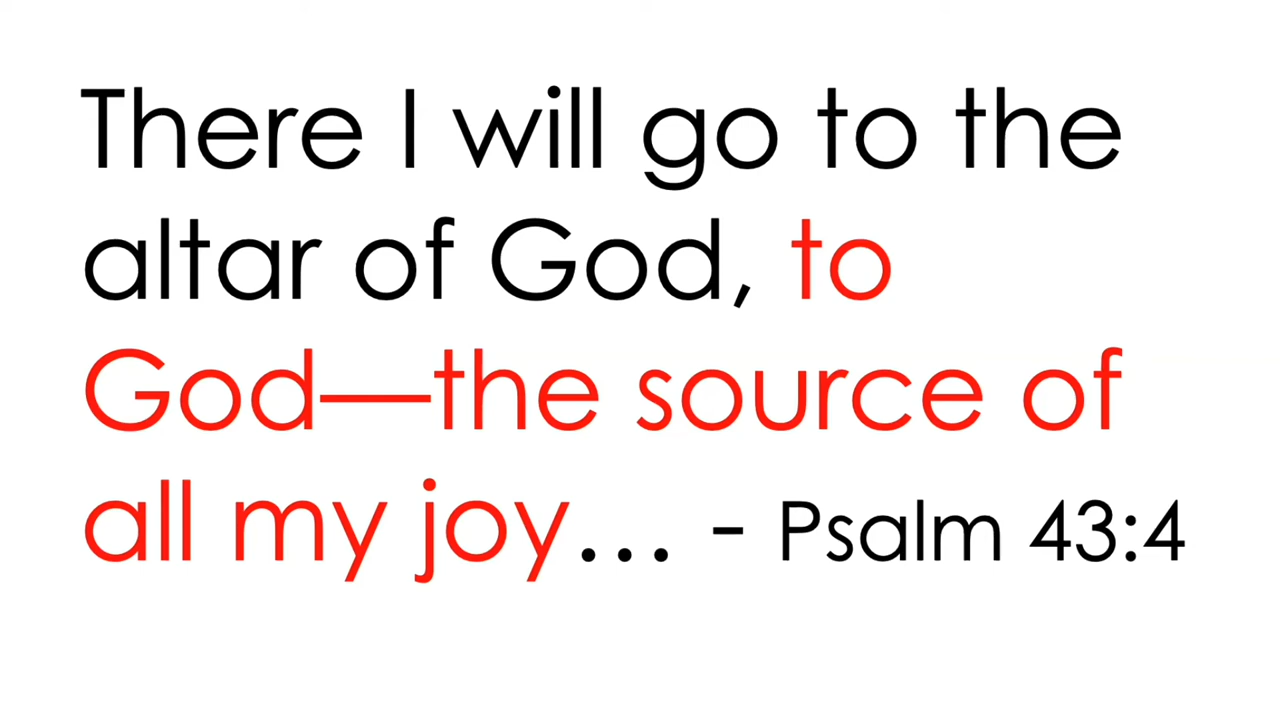 There I will go to the
altar of God, to
God—the source of
all my joy... - Psalm 43:4